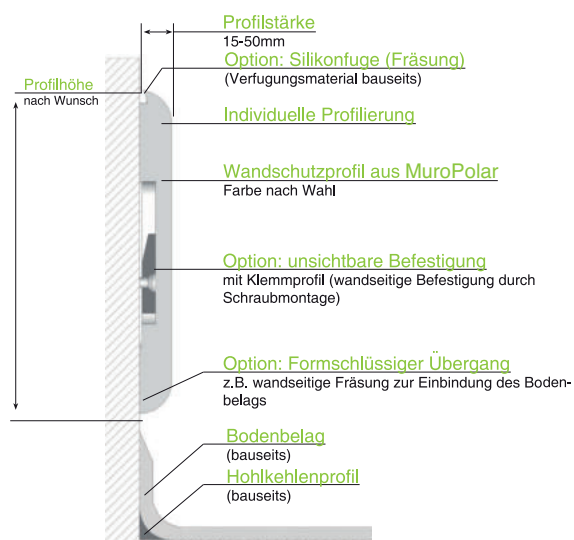 Profilstärke
15-50mm
Option: Silikonfuge (Fräsung)
(Verfugungsmaterial bauseits)
Profilhöhe
nach Wunsch
Individuelle Profilierung
Wandschutzprofil aus MuroPolar
Farbe nach Wahl
Option: unsichtbare Befestigung
mit Klemmprofil (wandseitige Befestigung durch
Schraubmontage)
Option: Formschlüssiger Übergang
z.B. wandseitige Fräsung zur Einbindung des Boden-
belags
Bodenbelag
(bauseits)
Hohlkehlenprofil
(bauseits)